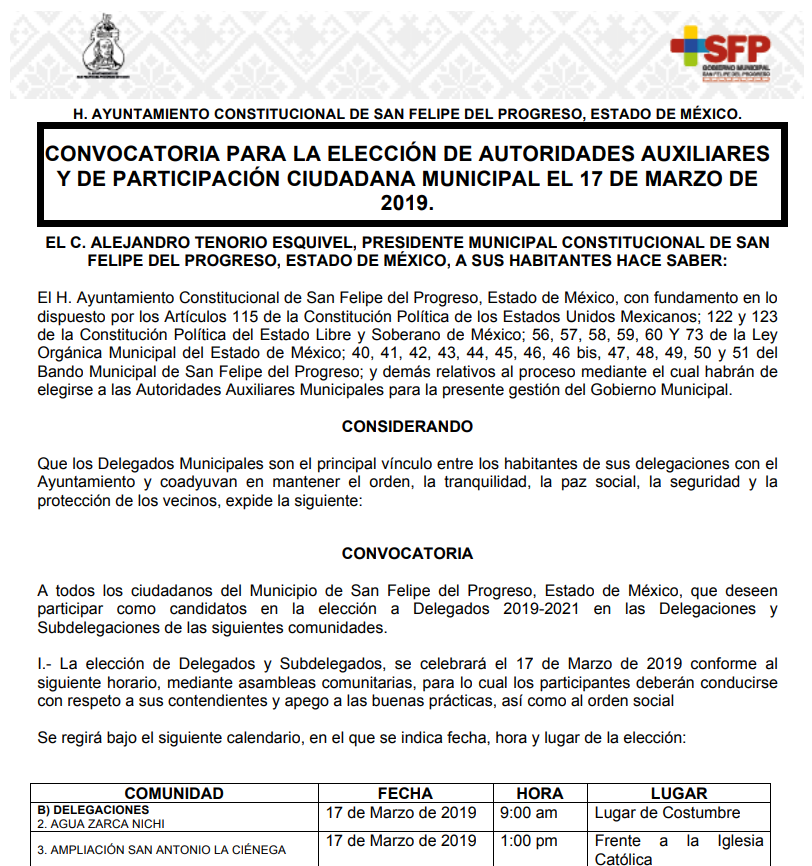 SFP
GOBIERNO MUNICIPAL
SAN FELIPE DEL PROGRESO
H. AYUNTAMIENTO CONSTITUCIONAL DE SAN FELIPE DEL PROGRESO, ESTADO DE MÉXICO.
CONVOCATORIA PARA LA ELECCIÓN DE AUTORIDADES AUXILIARES
Y DE PARTICIPACIÓN CIUDADANA MUNICIPAL EL 17 DE MARZO DE
2019.
EL C. ALEJANDRO TENORIO ESQUIVEL, PRESIDENTE MUNICIPAL CONSTITUCIONAL DE SAN
FELIPE DEL PROGRESO, ESTADO DE MÉXICO, A SUS HABITANTES HACE SABER:
El H. Ayuntamiento Constitucional de San Felipe del Progreso, Estado de México, con fundamento en lo
dispuesto por los Artículos 115 de la Constitución Política de los Estados Unidos Mexicanos; 122 y 123
de la Constitución Política del Estado Libre y Soberano de México; 56, 57, 58, 59, 60 Y 73 de la Ley
Orgánica Municipal del Estado de México; 40, 41, 42, 43, 44, 45, 46, 46 bis, 47, 48, 49, 50 y 51 del
Bando Municipal de San Felipe del Progreso; y demás relativos al proceso mediante el cual habrán de
elegirse a las Autoridades Auxiliares Municipales para la presente gestión del Gobierno Municipal.
CONSIDERANDO
Que los Delegados Municipales son el principal vínculo entre los habitantes de sus delegaciones con el
Ayuntamiento y coadyuvan en mantener el orden, la tranquilidad, la paz social, la seguridad y la
protección de los vecinos, expide la siguiente:
CONVOCATORIA
A todos los ciudadanos del Municipio de San Felipe del Progreso, Estado de México, que deseen
participar como candidatos en la elección a Delegados 2019-2021 en las Delegaciones y
Subdelegaciones de las siguientes comunidades.
I.- La elección de Delegados y Subdelegados, se celebrará el 17 de Marzo de 2019 conforme al
siguiente horario, mediante asambleas comunitarias, para lo cual los participantes deberán conducirse
con respeto a sus contendientes y apego a las buenas prácticas, así como al orden social
Se regirá bajo el siguiente calendario, en el que se indica fecha, hora y lugar de la elección:
COMUNIDAD FECHA HORA LUGAR
B) DELEGACIONES
2. AGUA ZARCA NICHI 17 de Marzo de 2019 9:00 am Lugar de Costumbre
3. AMPLIACIÓN SAN ANTONIO LA CIÉNEGA 17 de Marzo de 2019 1:00 pm Frente a la Iglesia
Católica